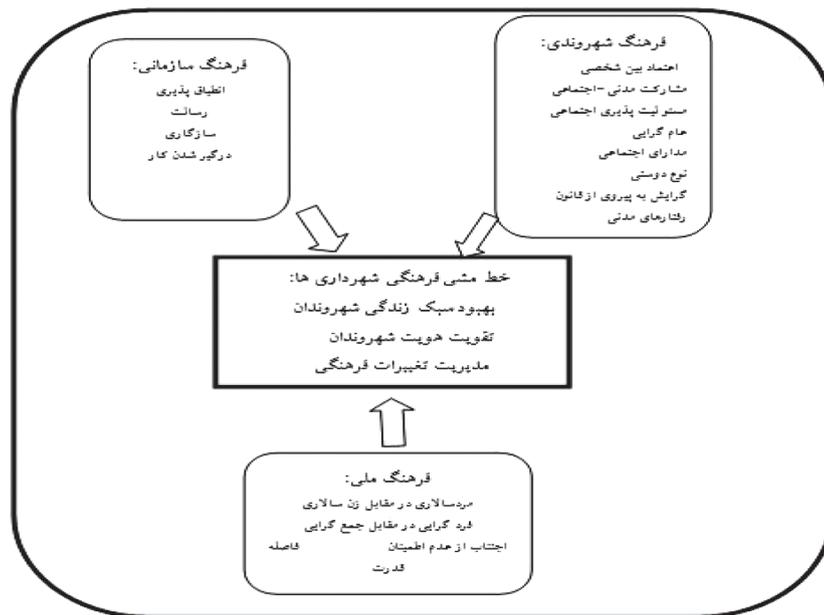 فرهنگ شهروندی:
اعتماد بین شخصی
مشارکت مدنی -اجتماعی
مسئولیت پذیری اجتماعی
عام گرایی
مدارای اجتماعی
نوع دوستی
گرایش به پیروی از قانون
رفتارهای مدنی
فرهنگ سازمانی:
انطباق پذیری
رسالت
سازگاری
درگیر شدن کار
خط مشی فرهنگی شهرداری ها:
بهبود سبک زندگی شهروندان
تقویت هویت شهروندان
مدیریت تغییرات فرهنگی
فرهنگ ملی:
مردسالاری در مقابل زن سالاری
فرد گرایی در مقابل جمع گرایی
اجتناب از عدم اطمینان فاصله
قدرت